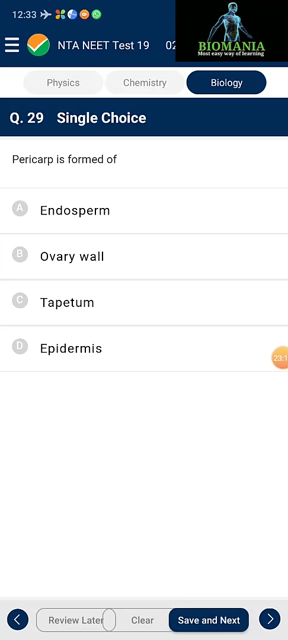 12:33
NTA NEET Test 19 02
BIOMANIA
Most easy way of learning
Physics Chemistry Biology
Q. 29 Single Choice
Pericarp is formed of
A Endosperm
B Ovary wall
C Tapetum
D Epidermis
23:1
Review Later Clear Save and Next